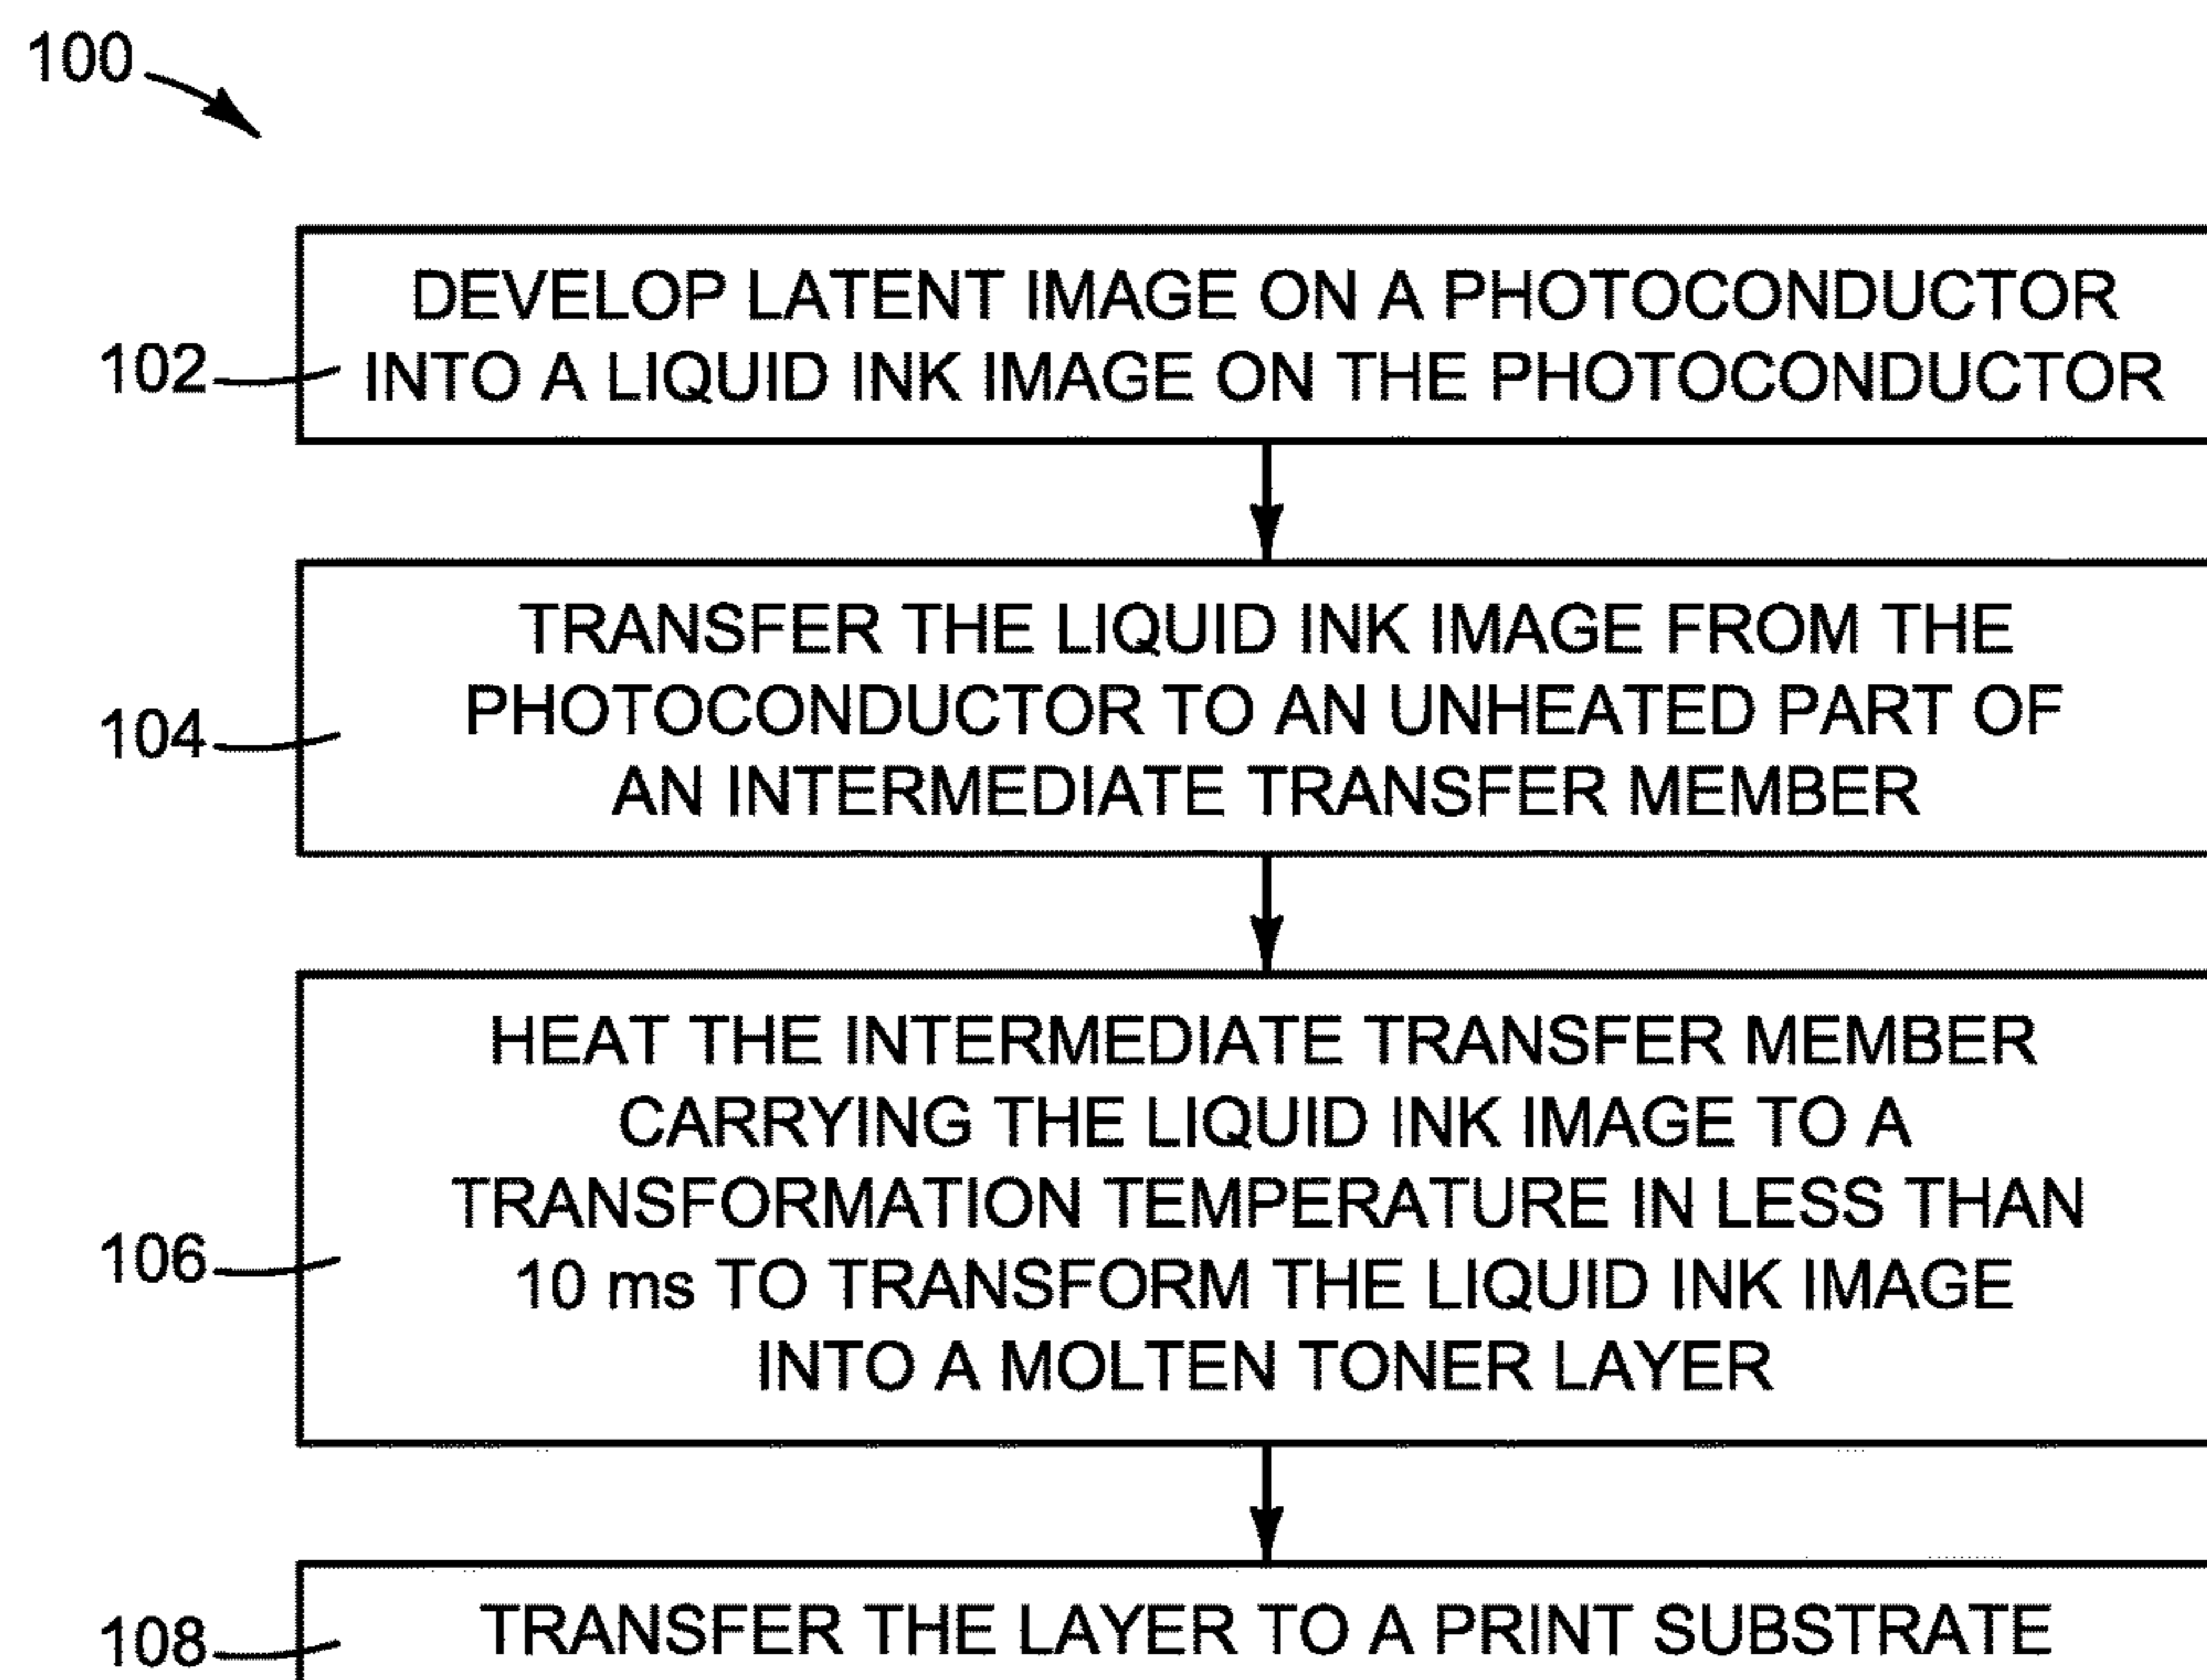 100
DEVELOP LATENT IMAGE ON A PHOTOCONDUCTOR
102 INTO A LIQUID INK IMAGE ON THE PHOTOCONDUCTOR
TRANSFER THE LIQUID INK IMAGE FROM THE
104 PHOTOCONDUCTOR TO AN UNHEATED PART OF
AN INTERMEDIATE TRANSFER MEMBER
HEAT THE INTERMEDIATE TRANSFER MEMBER
CARRYING THE LIQUID INK IMAGE TO A
TRANSFORMATION TEMPERATURE IN LESS THAN
106 10 ms TO TRANSFORM THE LIQUID INK IMAGE
INTO A MOLTEN TONER LAYER
108 TRANSFER THE LAYER TO A PRINT SUBSTRATE